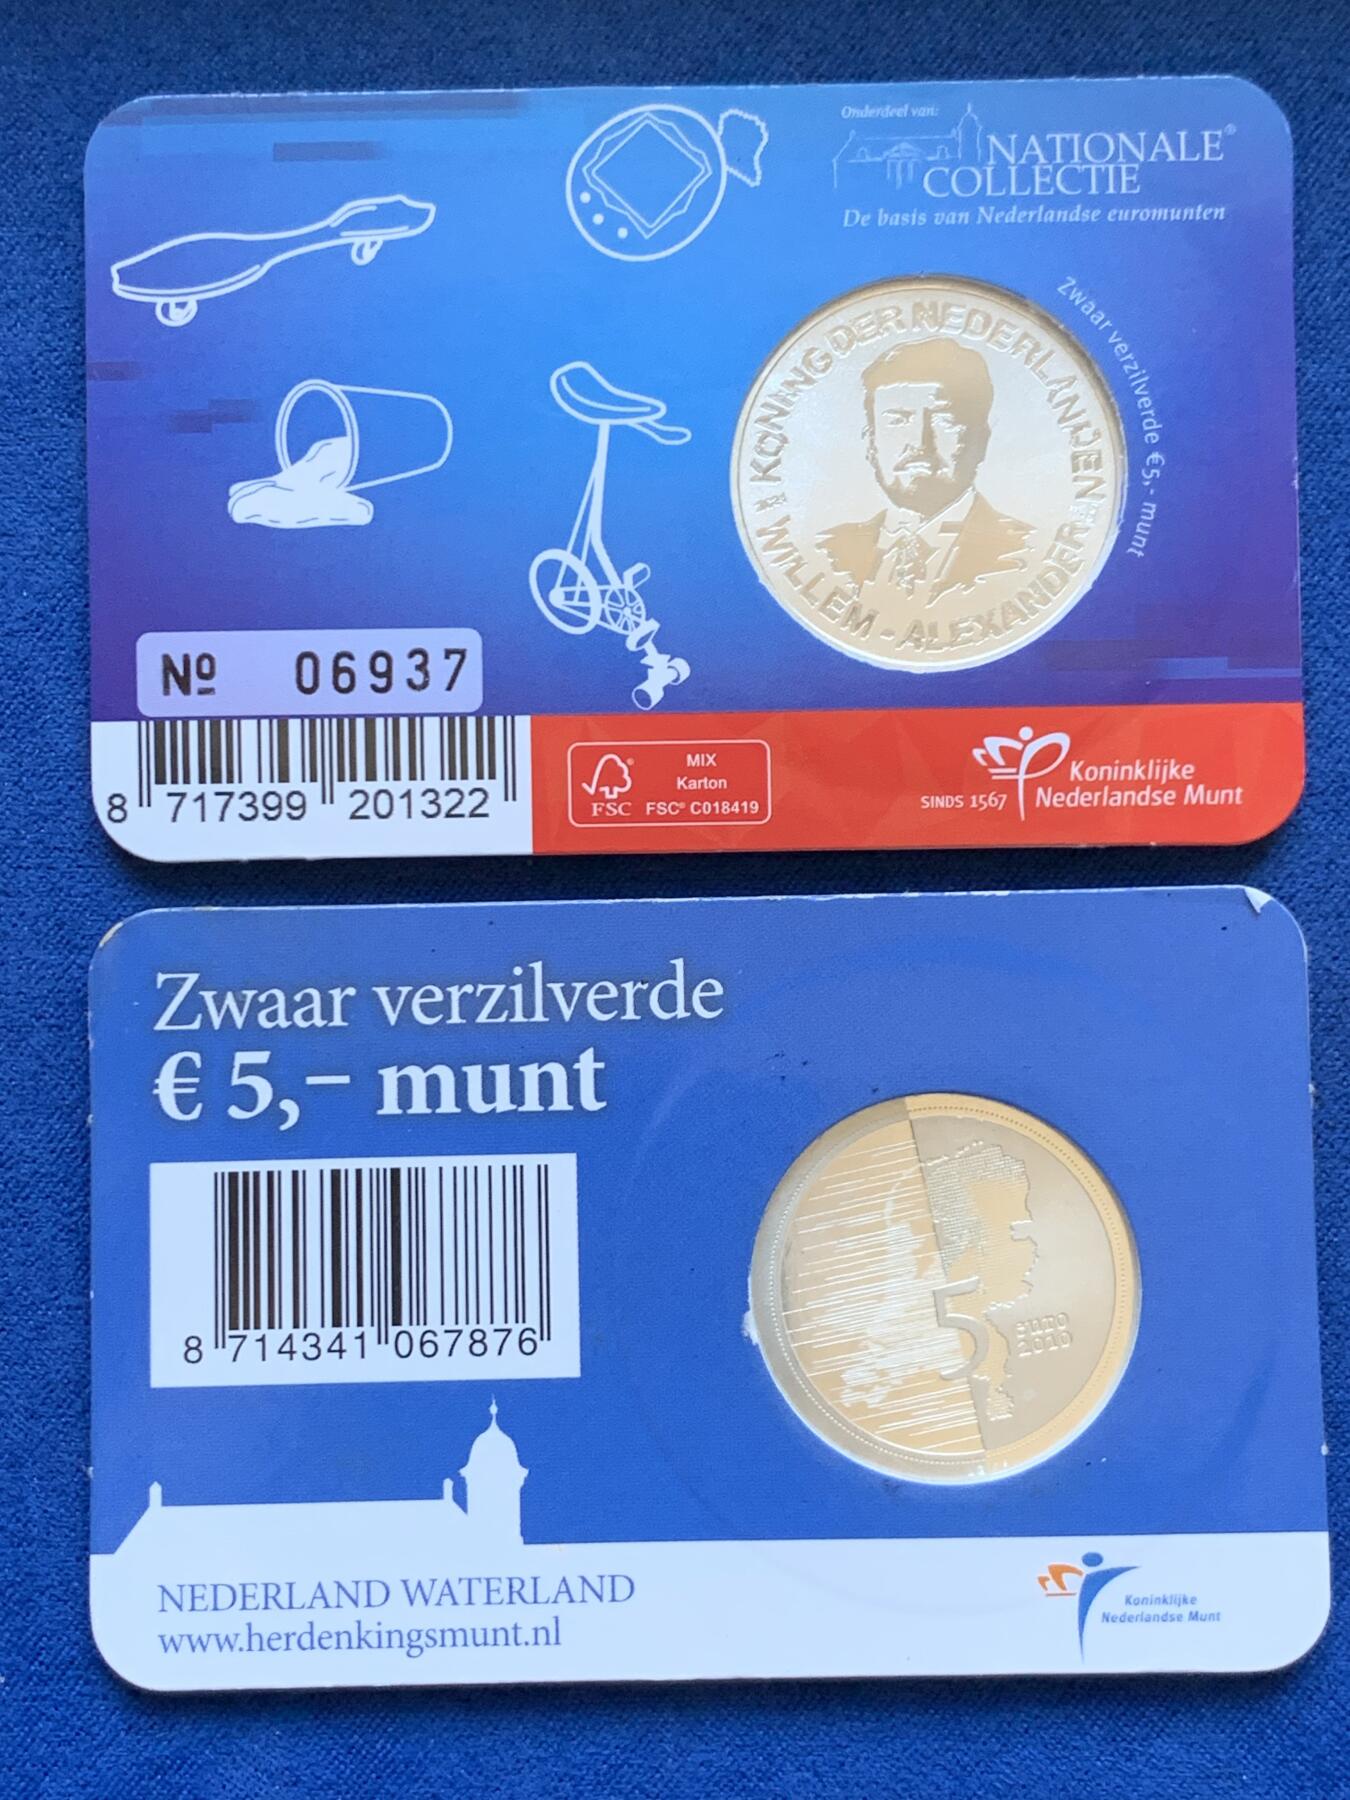 Onderdeel van:
NATIONALE®
COLLECTIE
De basis van Nederlandse euromunten
Zwaar verzilverde €5,- munt
WILLEM - ALEXANDER KONING DER NEDERLANDEN
Nº 06937
8 717399 201322
FSC®
MIX
Karton
FSC® C018419
SINDS 1567
Koninklijke
Nederlandse Munt
Zwaar verzilverde
€ 5,- munt
8 714341 067876
5
euro
2010
NEDERLAND WATERLAND
www.herdenkingsmunt.nl
Koninklijke
Nederlandse Munt